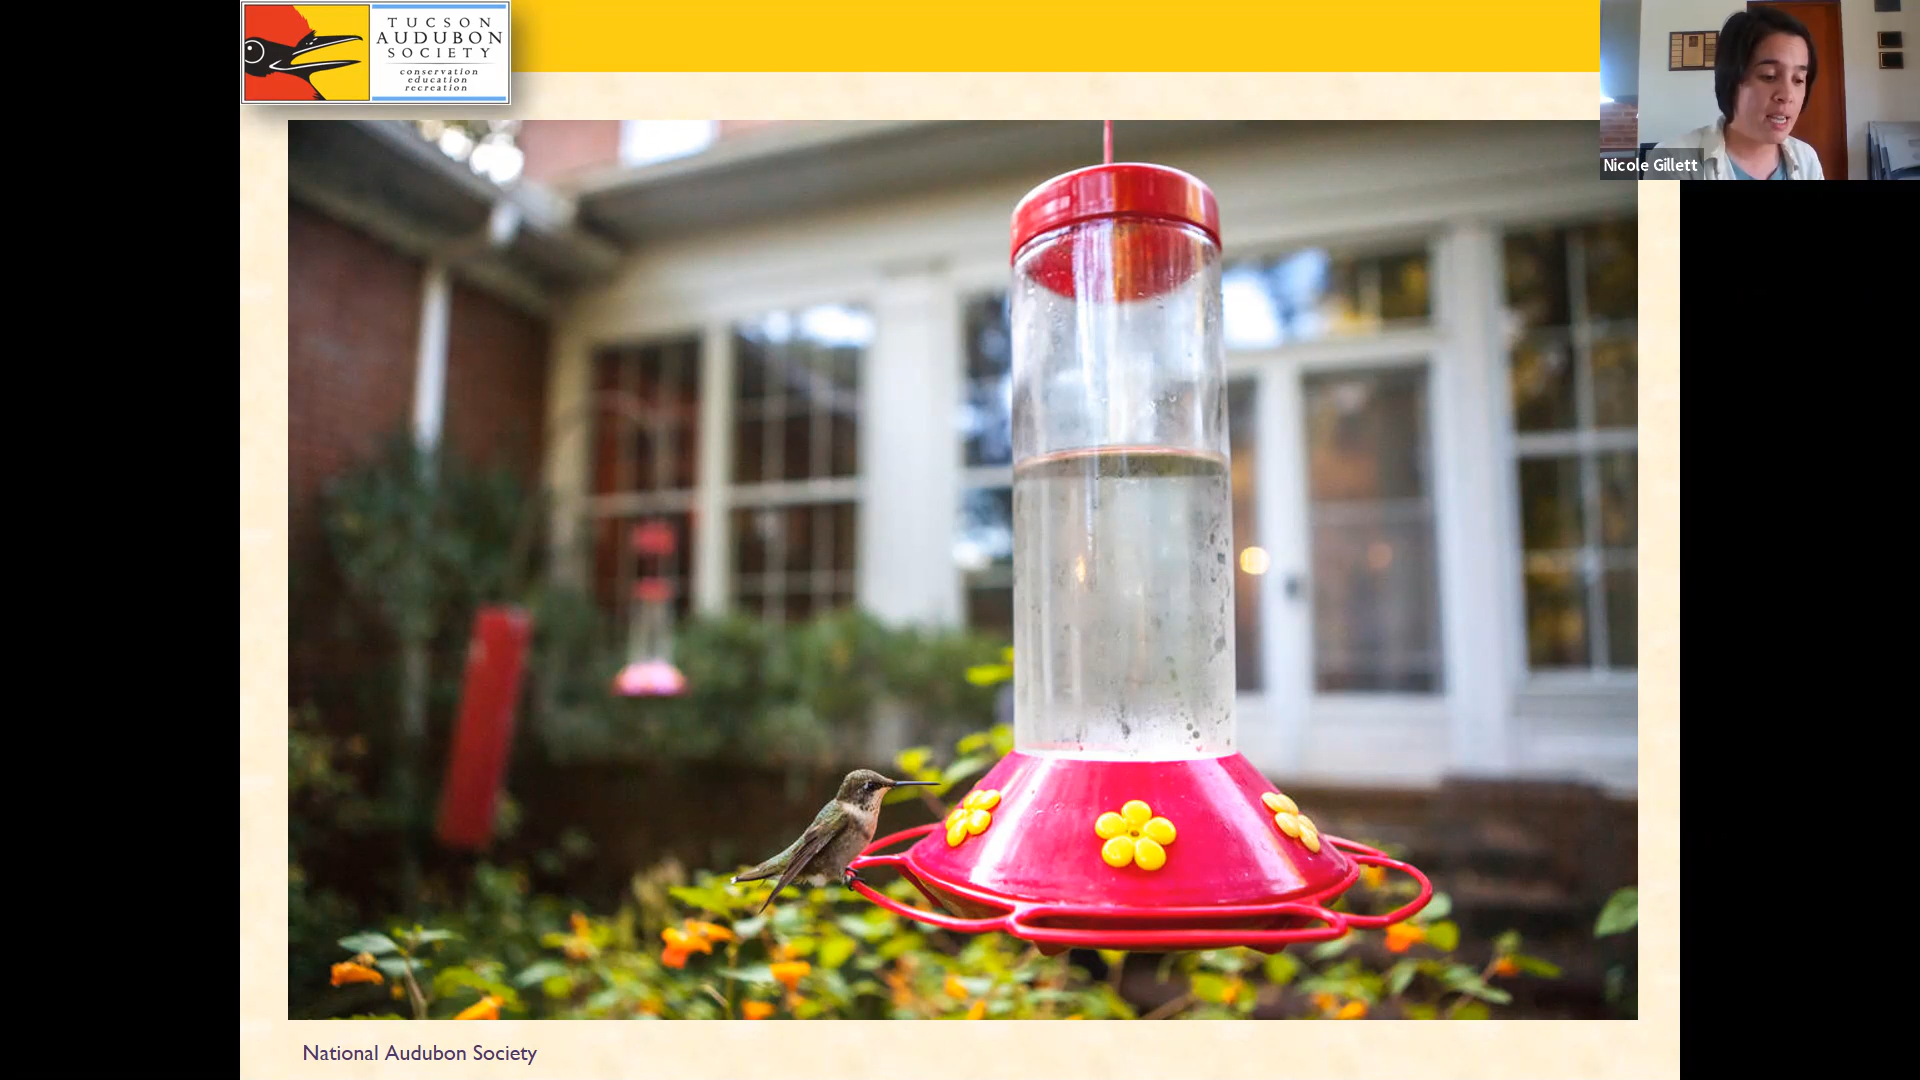 TUCSON
AUDUBON
SOCIETY
conservation
education
recreation
Nicole Gillett
National Audubon Society